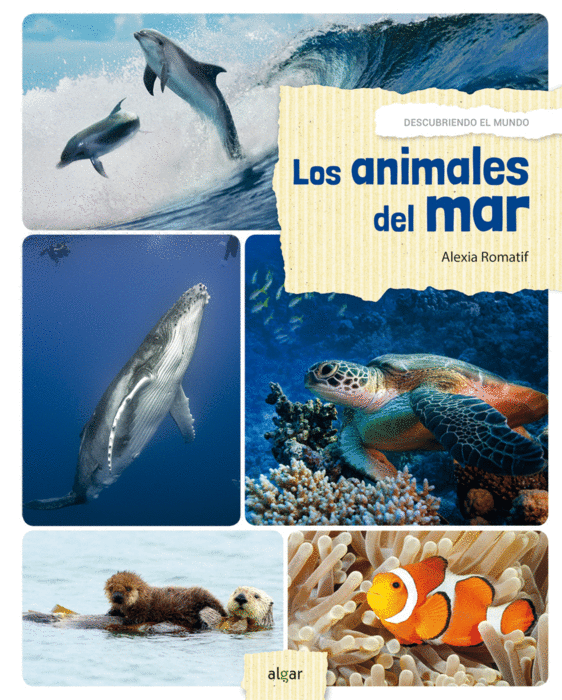 DESCUBRIENDO EL MUNDO
Los animales
del mar
Alexia Romatif
algar